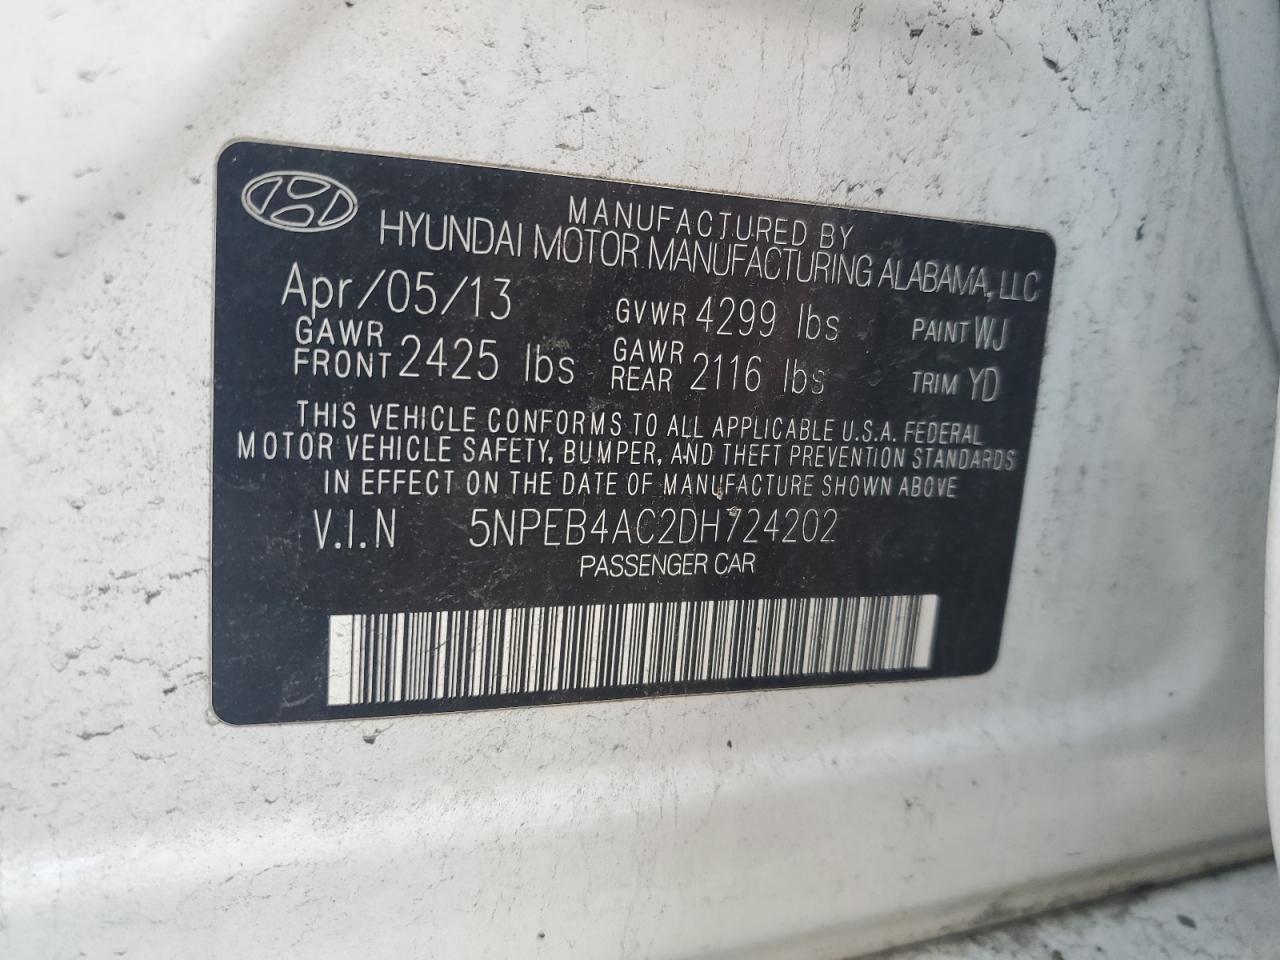 MANUFACTURED BY
HYUNDAI MOTOR MANUFACTURING ALABAMA, LLC
Apr/05/13 GVWR 4299 lbs PAINT WJ
GAWR FRONT 2425 lbs GAWR REAR 2116 lbs TRIM YD
THIS VEHICLE CONFORMS TO ALL APPLICABLE U.S.A. FEDERAL
MOTOR VEHICLE SAFETY, BUMPER, AND THEFT PREVENTION STANDARDS
IN EFFECT ON THE DATE OF MANUFACTURE SHOWN ABOVE
V.I.N 5NPEB4AC2DH724202
PASSENGER CAR